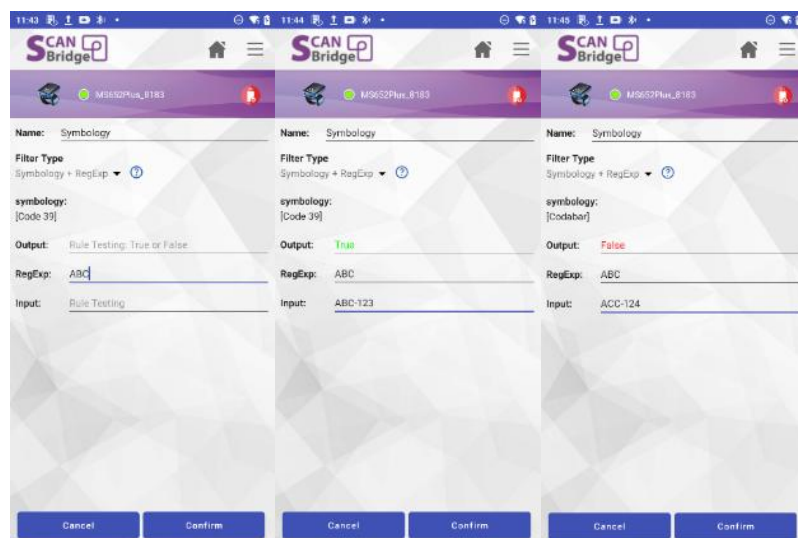 11:43
SCAN
Bridge
MS652Plus_8183
Name: Symbology
Filter Type
Symbology + RegExp
symbology:
[Code 39]
Output: Rule Testing: True or False
RegExp: ABC
Input: Rule Testing
Cancel Confirm
11:44
SCAN
Bridge
MS652Plus_8183
Name: Symbology
Filter Type
Symbology + RegExp
symbology:
[Code 39]
Output: True
RegExp: ABC
Input: ABC-123
Cancel Confirm
11:45
SCAN
Bridge
MS652Plus_8183
Name: Symbology
Filter Type
Symbology + RegExp
symbology:
[Codabar]
Output: False
RegExp: ABC
Input: ACC-124
Cancel Confirm